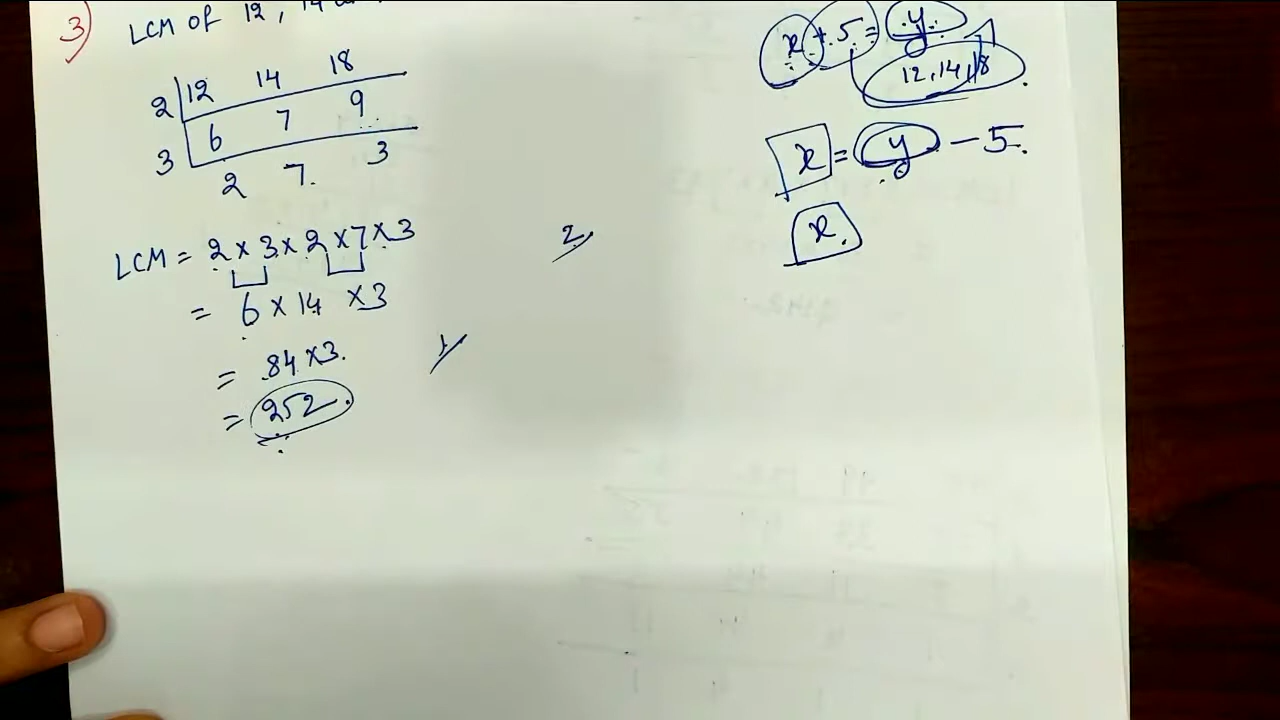 3) LCM OF 12, 14
2 | 12 14 18
3 | 6 7 9
2 7 3
LCM = 2 × 3 × 2 × 7 × 3
= 6 × 14 × 3
= 84 × 3
= 252
1
2
x + 5 = y
12, 14, 18
x = y - 5
x